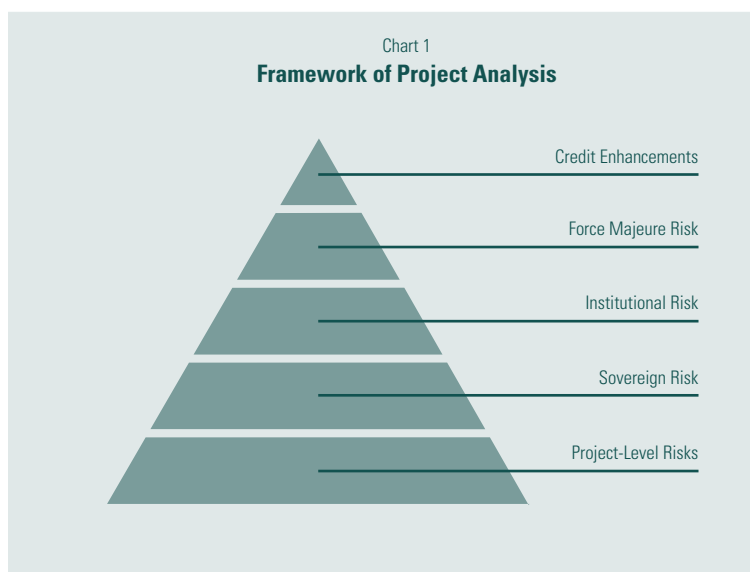 Chart 1
Framework of Project Analysis
Credit Enhancements
Force Majeure Risk
Institutional Risk
Sovereign Risk
Project-Level Risks